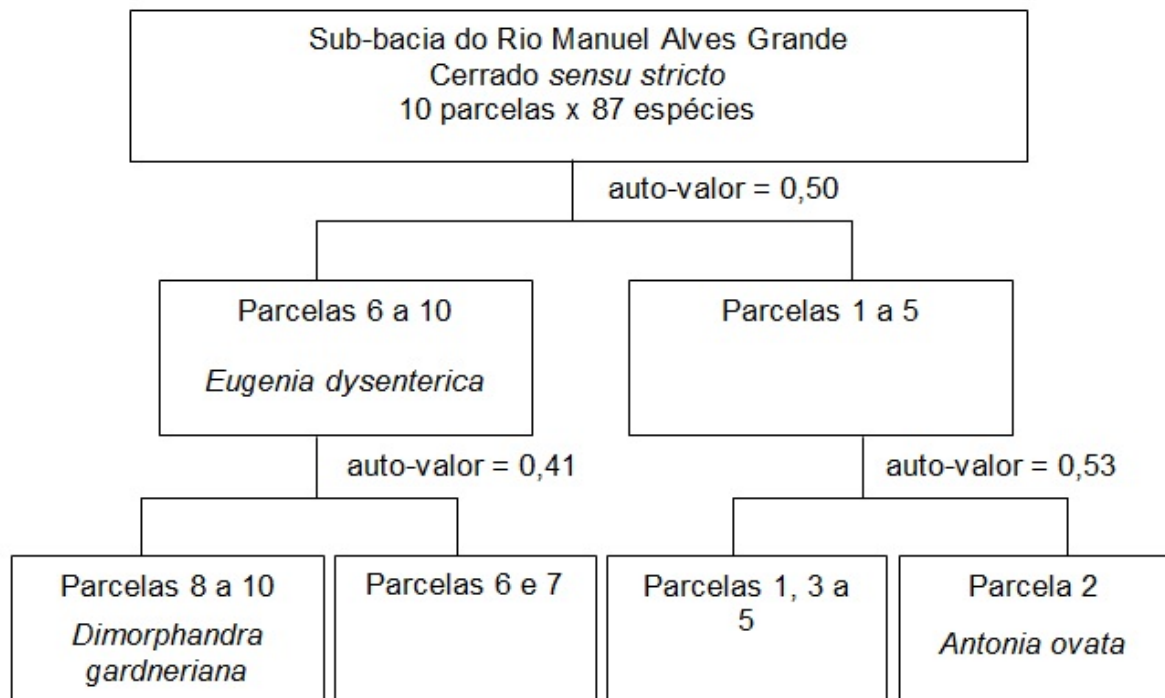 Sub-bacia do Rio Manuel Alves Grande
Cerrado sensu stricto
10 parcelas x 87 espécies
auto-valor = 0,50
Parcelas 6 a 10
Eugenia dysenterica
Parcelas 1 a 5
auto-valor = 0,41
auto-valor = 0,53
Parcelas 8 a 10
Dimorphandra
gardneriana
Parcelas 6 e 7
Parcelas 1, 3 a
5
Parcela 2
Antonia ovata